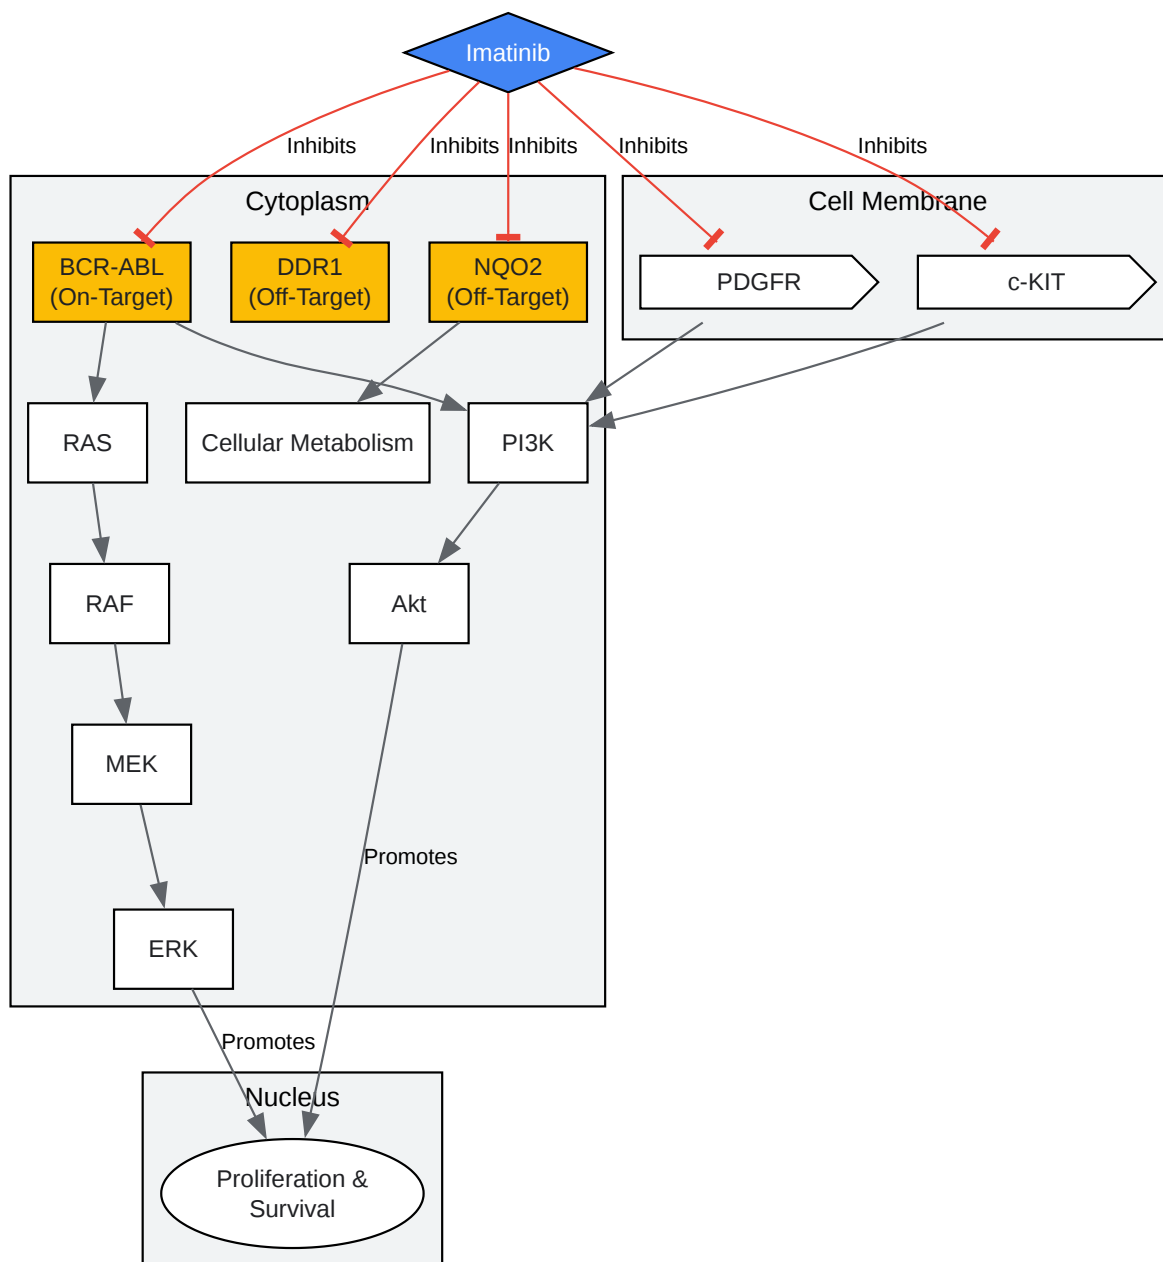 Imatinib
Inhibits
Inhibits
Inhibits
Inhibits
Inhibits
Cytoplasm
Cell Membrane
BCR-ABL
(On-Target)
DDR1
(Off-Target)
NQO2
(Off-Target)
PDGFR
c-KIT
RAS
Cellular Metabolism
PI3K
RAF
Akt
MEK
Promotes
ERK
Promotes
Nucleus
Proliferation &
Survival